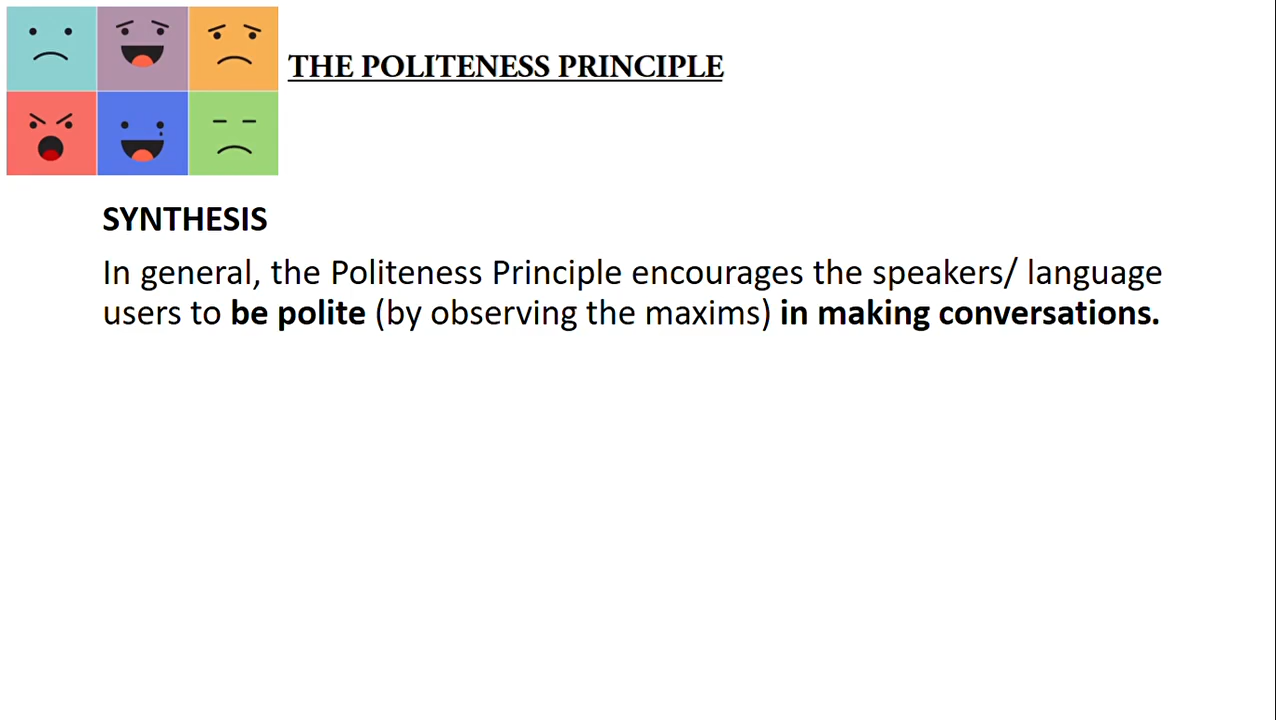 THE POLITENESS PRINCIPLE
SYNTHESIS
In general, the Politeness Principle encourages the speakers/ language
users to be polite (by observing the maxims) in making conversations.